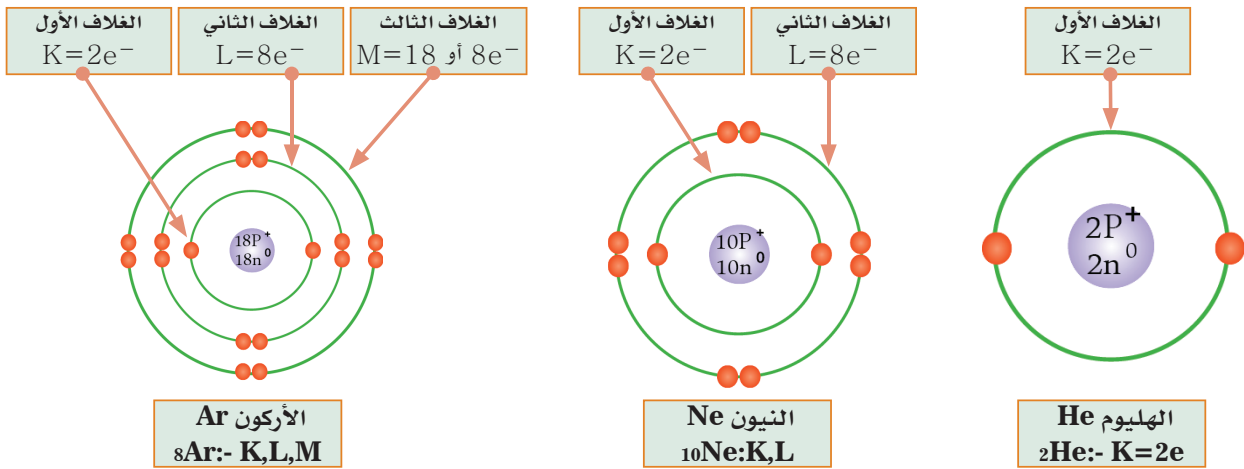 الغلاف الأول
K=2e⁻
الغلاف الثاني
L=8e⁻
الغلاف الثالث
M=18 أو 8e⁻
الغلاف الأول
K=2e⁻
الغلاف الثاني
L=8e⁻
الغلاف الأول
K=2e⁻
18P⁺
18n⁰
10P⁺
10n⁰
2P⁺
2n⁰
الأركون Ar
₈Ar:- K,L,M
النيون Ne
₁₀Ne:K,L
الهليوم He
₂He:- K=2e